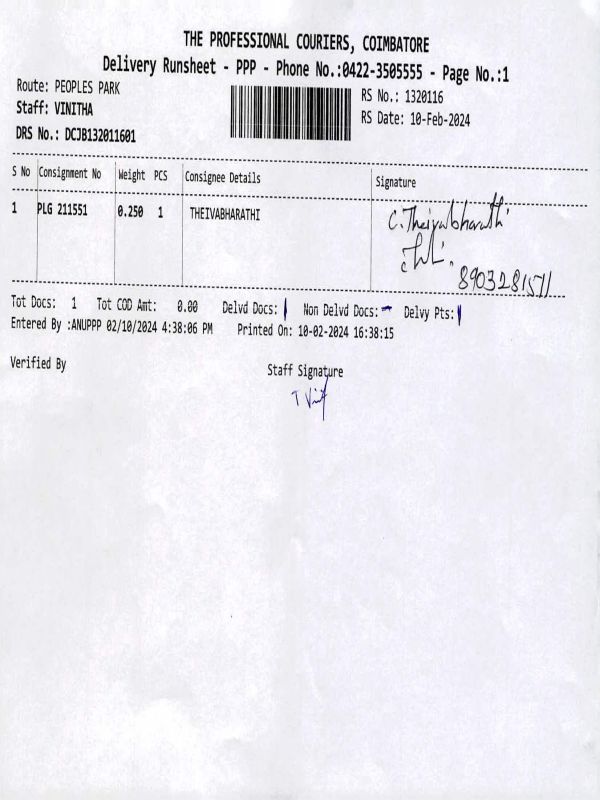 THE PROFESSIONAL COURIERS, COIMBATORE
Delivery Runsheet - PPP - Phone No.:0422-3505555 - Page No.:1
Route: PEOPLES PARK
RS No.: 1320116
Staff: VINITHA
RS Date: 10-Feb-2024
DRS No.: DCJB132011601
S No Consignment No Weight PCS Consignee Details Signature
1 PLG 211551 0.250 1 THEIVABHARATHI
C.Theivabharathi
8903281511
Tot Docs: 1 Tot COD Amt: 0.00 Delvd Docs: | Non Delvd Docs: - Delvy Pts: |
Entered By :ANUPPP 02/10/2024 4:38:06 PM Printed On: 10-02-2024 16:38:15
Verified By
Staff Signature